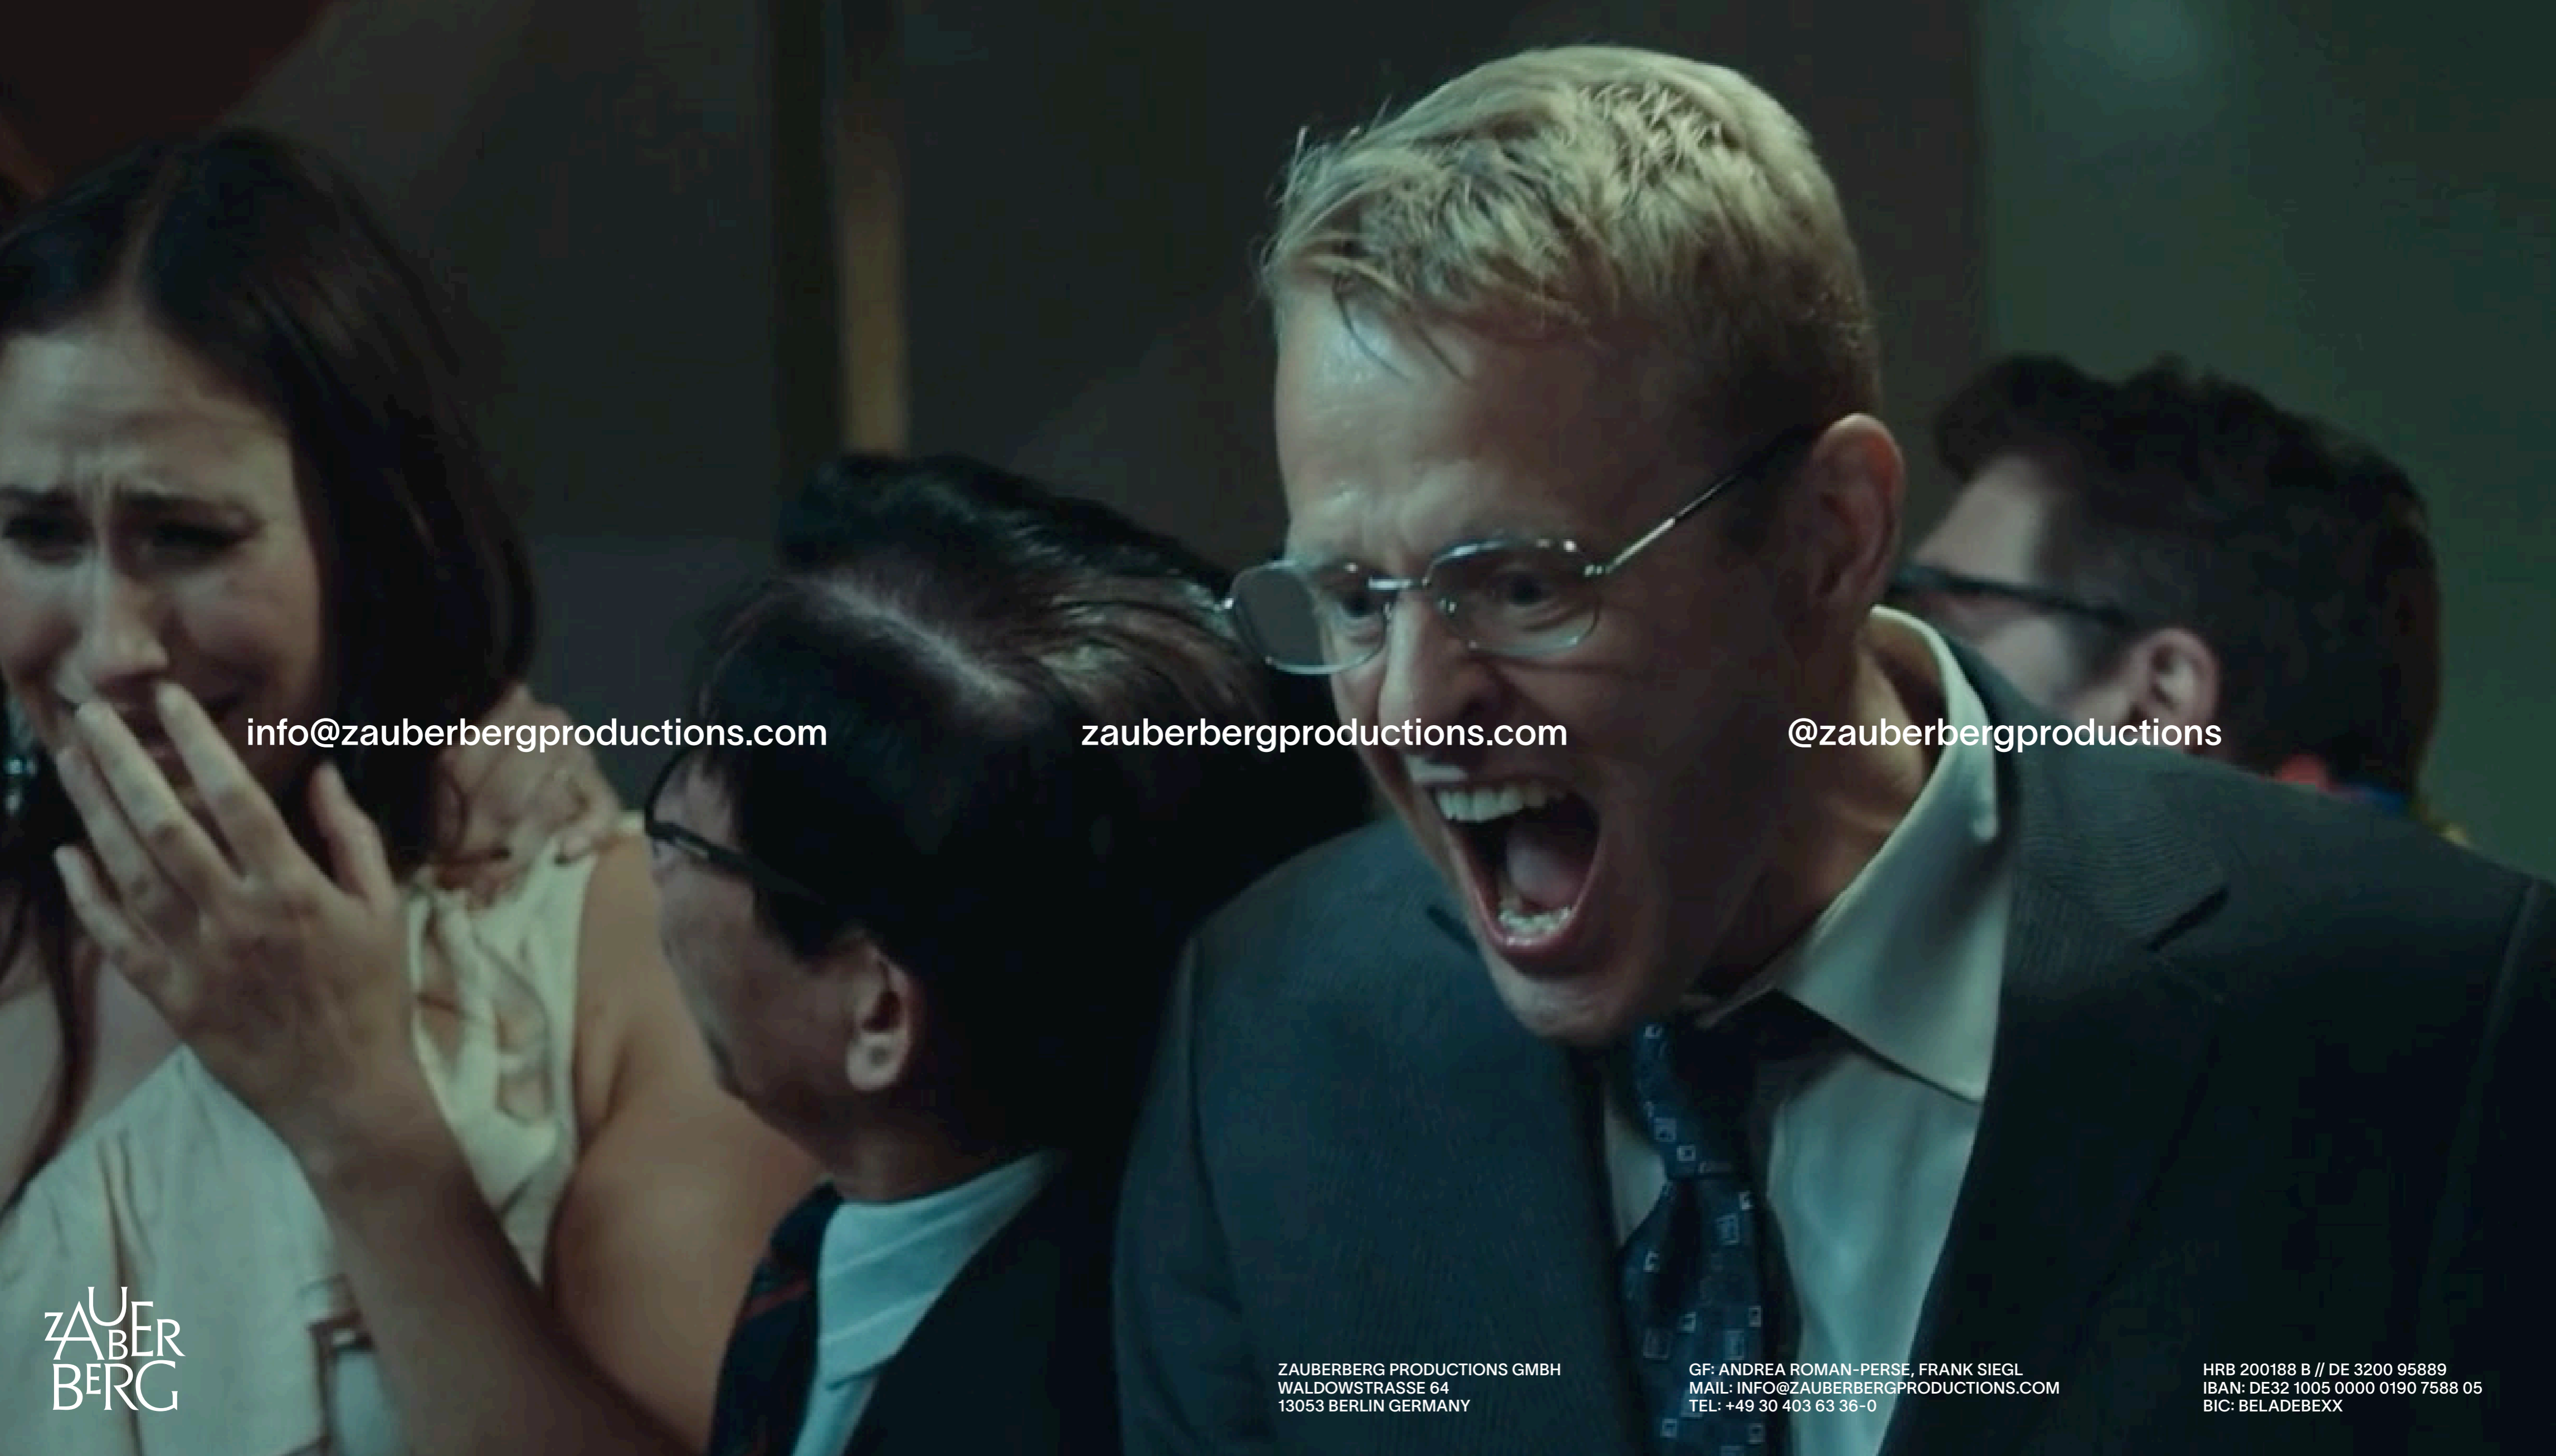 info@zauberbergproductions.com
zauberbergproductions.com
@zauberbergproductions
ZAUBER
BERG
ZAUBERBERG PRODUCTIONS GMBH
WALDOWSTRASSE 64
13053 BERLIN GERMANY
GF: ANDREA ROMAN-PERSE, FRANK SIEGL
MAIL: INFO@ZAUBERBERGPRODUCTIONS.COM
TEL: +49 30 403 63 36-0
HRB 200188 B // DE 3200 95889
IBAN: DE32 1005 0000 0190 7588 05
BIC: BELADEBEXX